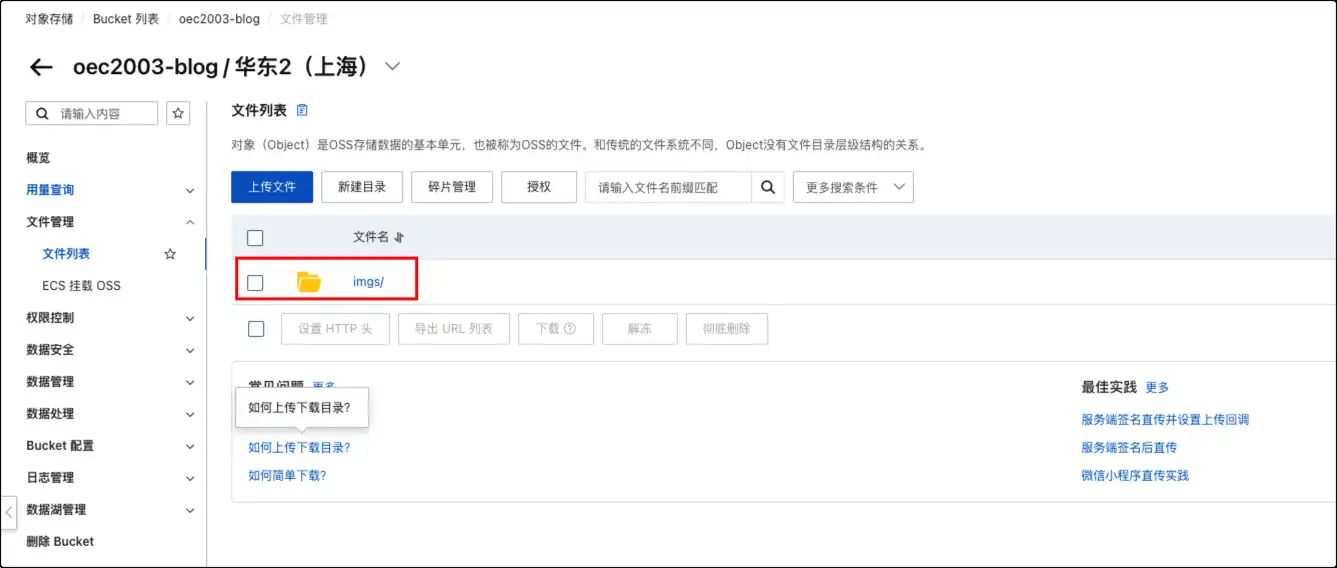 对象存储 / Bucket 列表 / oec2003-blog / 文件管理
oec2003-blog / 华东2（上海）
请输入内容
概览
用量查询
文件管理
文件列表
ECS 挂载 OSS
权限控制
数据安全
数据管理
数据处理
Bucket 配置
日志管理
数据湖管理
删除 Bucket
文件列表
对象（Object）是OSS存储数据的基本单元，也被称为OSS的文件。和传统的文件系统不同，Object没有文件目录层级结构的关系。
上传文件 新建目录 碎片管理 授权 请输入文件名前缀匹配 更多搜索条件
文件名
imgs/
设置 HTTP 头 导出 URL 列表 下载 解冻 彻底删除
常见问题 更多
如何上传下载目录?
如何上传下载目录?
如何简单下载?
最佳实践 更多
服务端签名直传并设置上传回调
服务端签名后直传
微信小程序直传实践